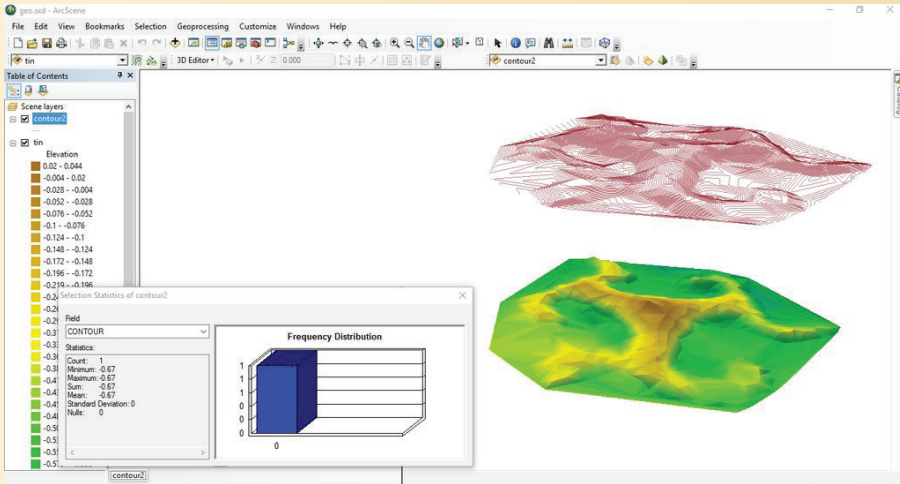 geo.sxd - ArcScene
File Edit View Bookmarks Selection Geoprocessing Customize Windows Help
tin
3D Editor
0.000
contour2
Table of Contents
Scene layers
contour2
tin
Elevation
0.02 - 0.044
-0.004 - 0.02
-0.028 - -0.004
-0.052 - -0.028
-0.076 - -0.052
-0.1 - -0.076
-0.124 - -0.1
-0.148 - -0.124
-0.172 - -0.148
-0.196 - -0.172
-0.219 - -0.196
Selection Statistics of contour2
Field
CONTOUR
Statistics:
Count: 1
Minimum: -0.67
Maximum: -0.67
Sum: -0.67
Mean: -0.67
Standard Deviation: 0
Nulls: 0
Frequency Distribution
1
1
1
0
0
0
0
contour2